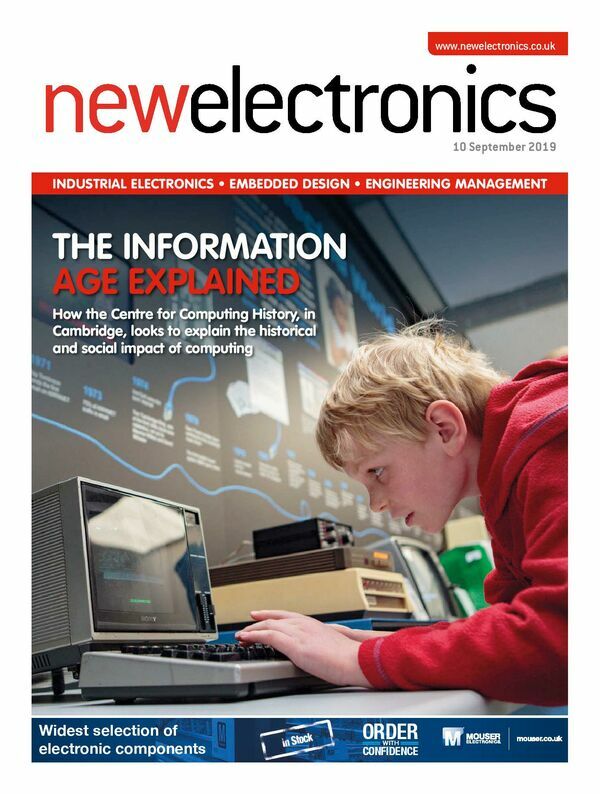 www.newelectronics.co.uk
newelectronics
10 September 2019
INDUSTRIAL ELECTRONICS • EMBEDDED DESIGN • ENGINEERING MANAGEMENT
THE INFORMATION
AGE EXPLAINED
How the Centre for Computing History, in
Cambridge, looks to explain the historical
and social impact of computing
1971
1973
1974
SONY
Widest selection of
electronic components
in Stock
ORDER
WITH
CONFIDENCE
M MOUSER
ELECTRONICS
mouser.co.uk